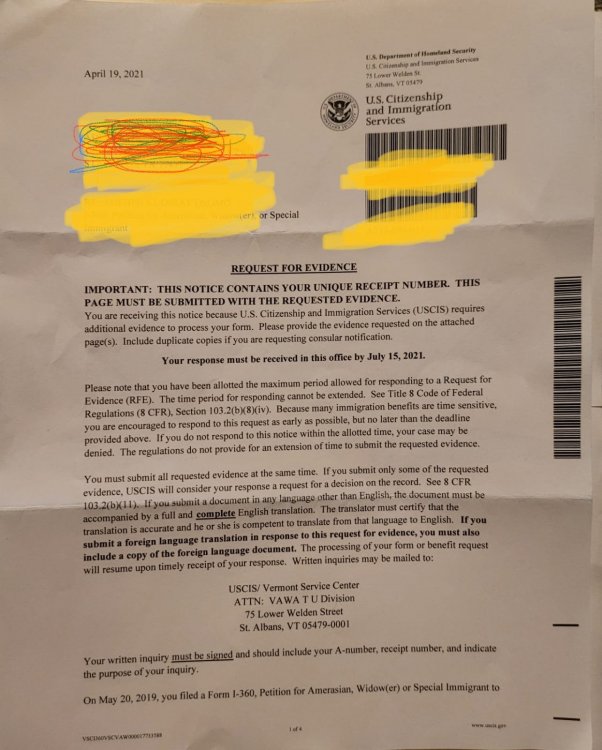 U.S. Department of Homeland Security
U.S. Citizenship and Immigration Services
75 Lower Welden St.
St. Albans, VT 05479
April 19, 2021
U.S. Citizenship
and Immigration
Services
(er), or Special
Immigrant
REQUEST FOR EVIDENCE
IMPORTANT: THIS NOTICE CONTAINS YOUR UNIQUE RECEIPT NUMBER. THIS
PAGE MUST BE SUBMITTED WITH THE REQUESTED EVIDENCE.
You are receiving this notice because U.S. Citizenship and Immigration Services (USCIS) requires
additional evidence to process your form. Please provide the evidence requested on the attached
page(s). Include duplicate copies if you are requesting consular notification.
Your response must be received in this office by July 15, 2021.
Please note that you have been allotted the maximum period allowed for responding to a Request for
Evidence (RFE). The time period for responding cannot be extended. See Title 8 Code of Federal
Regulations (8 CFR), Section 103.2(b)(8)(iv). Because many immigration benefits are time sensitive,
you are encouraged to respond to this request as early as possible, but no later than the deadline
provided above. If you do not respond to this notice within the allotted time, your case may be
denied. The regulations do not provide for an extension of time to submit the requested evidence.
You must submit all requested evidence at the same time. If you submit only some of the requested
evidence, USCIS will consider your response a request for a decision on the record. See 8 CFR
103.2(b)(11). If you submit a document in any language other than English, the document must be
accompanied by a full and complete English translation. The translator must certify that the
translation is accurate and he or she is competent to translate from that language to English. If you
submit a foreign language translation in response to this request for evidence, you must also
include a copy of the foreign language document. The processing of your form or benefit request
will resume upon timely receipt of your response. Written inquiries may be mailed to:
USCIS/ Vermont Service Center
ATTN: VAWA T U Division
75 Lower Welden Street
St. Albans, VT 05479-0001
Your written inquiry must be signed and should include your A-number, receipt number, and indicate
the purpose of your inquiry.
On May 20, 2019, you filed a Form I-360, Petition for Amerasian, Widow(er) or Special Immigrant to
1 of 4
www.uscis.gov